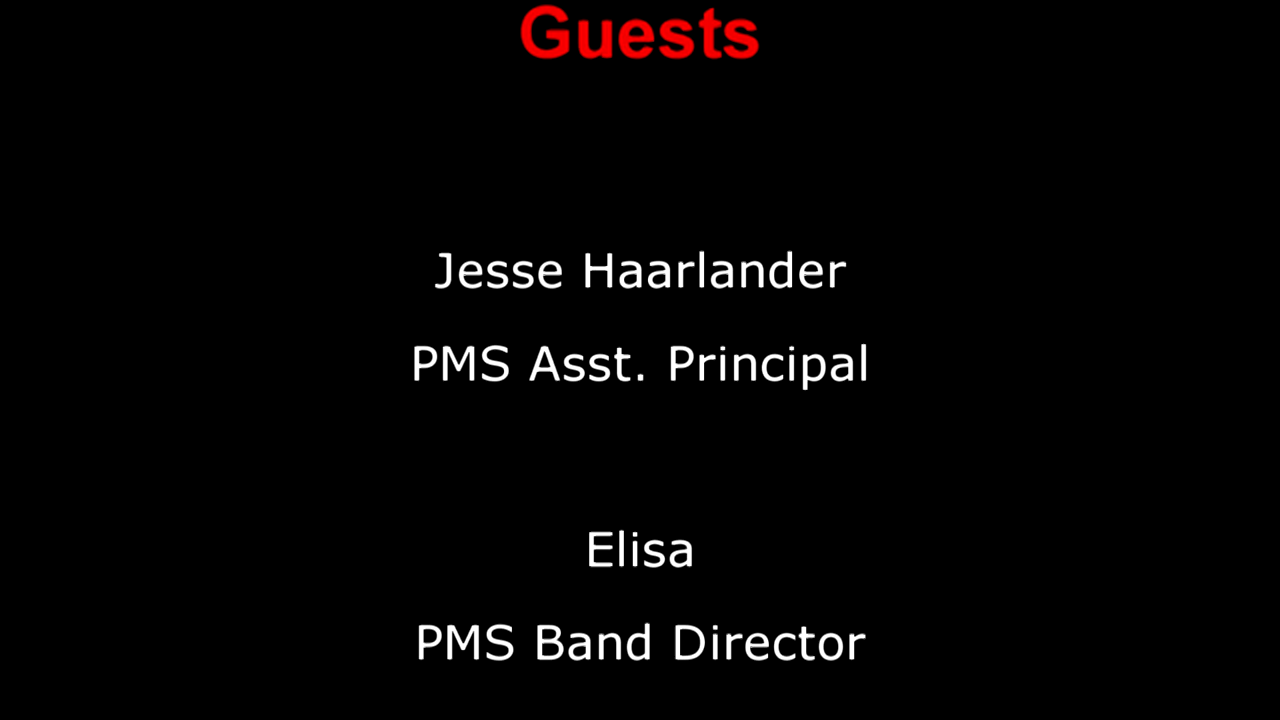 Guests
Jesse Haarlander
PMS Asst. Principal
Elisa
PMS Band Director